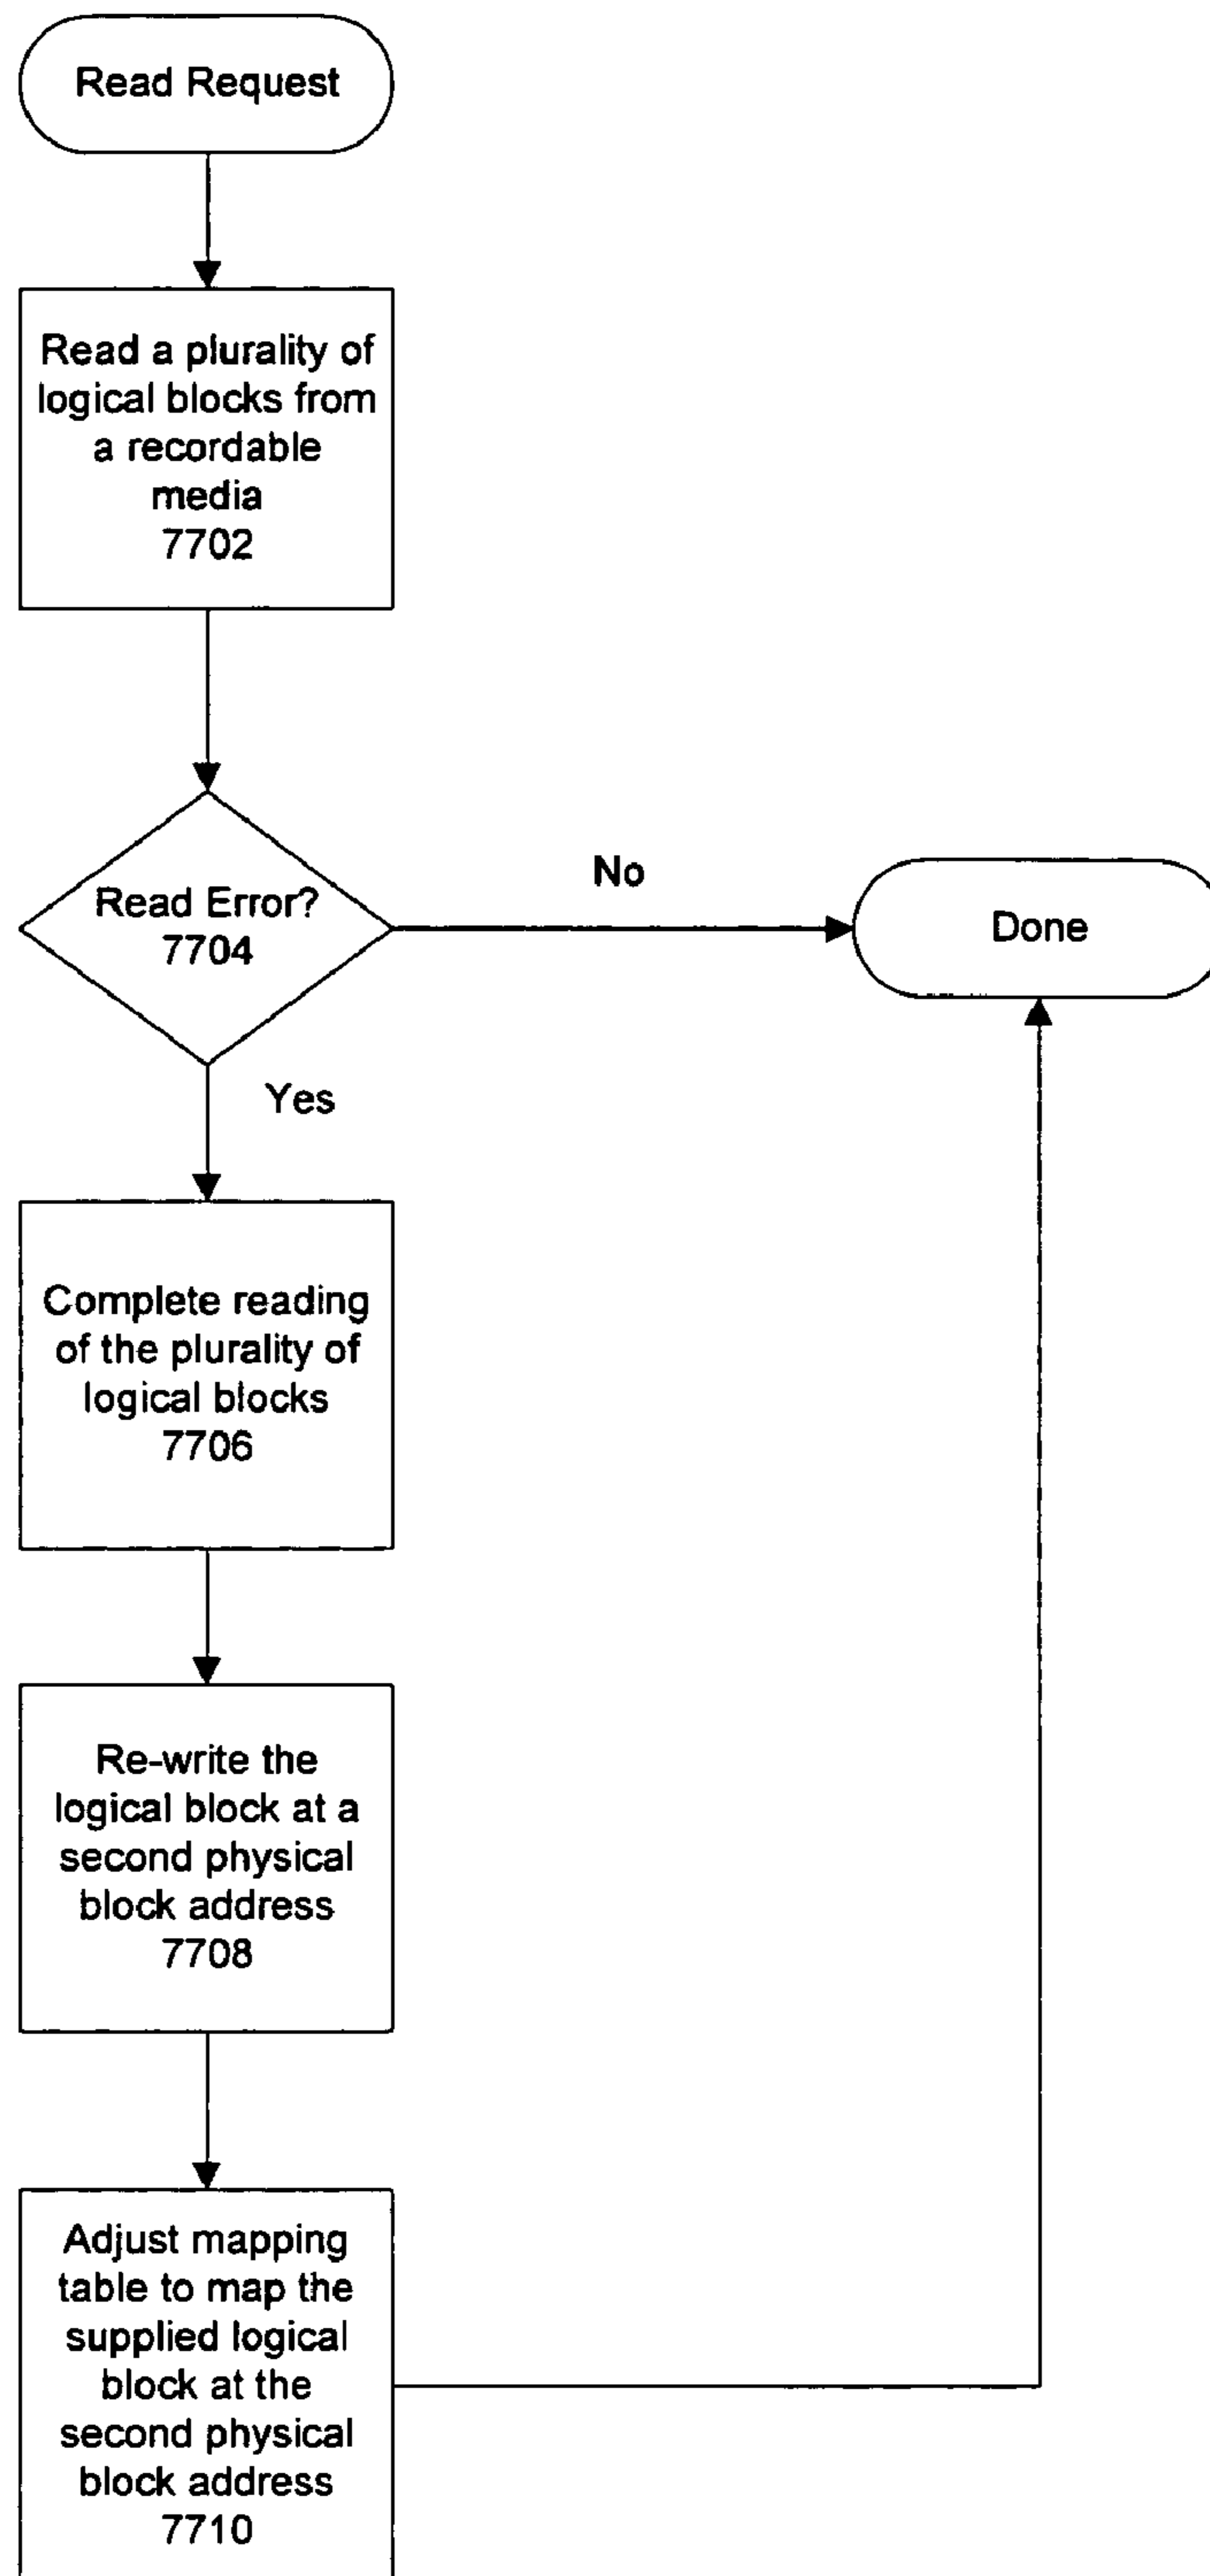 Read Request
Read a plurality of
logical blocks from
a recordable
media
7702
Read Error?
7704
No
Done
Yes
Complete reading
of the plurality of
logical blocks
7706
Re-write the
logical block at a
second physical
block address
7708
Adjust mapping
table to map the
supplied logical
block at the
second physical
block address
7710